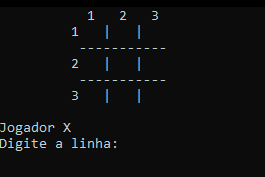 1 2 3
1 | |
-----------
2 | |
-----------
3 | |
Jogador X
Digite a linha: